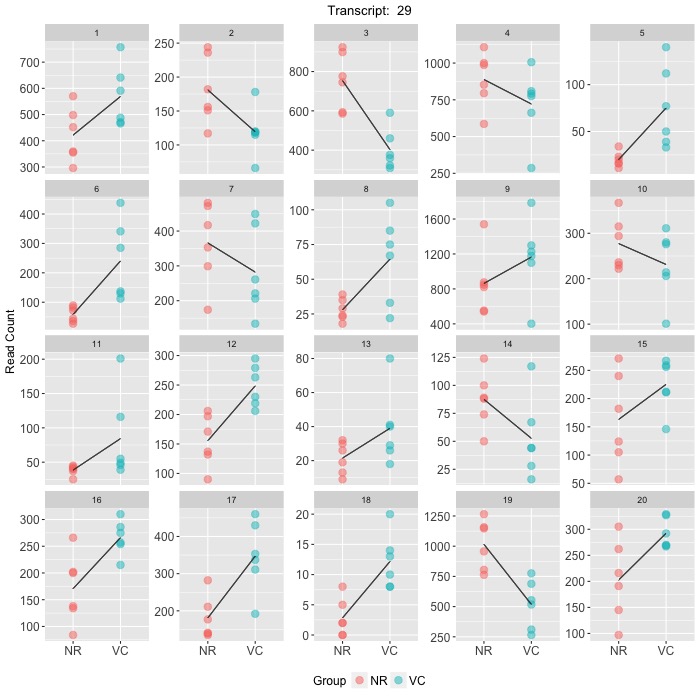 Transcript: 29
1 2 3 4 5
700 600 500 400 300
250 200 150 100
800 600 400
1000 750 500 250
100 50
6 7 8 9 10
400 300 200 100
400 300 200
100 75 50 25
1600 1200 800 400
300 200 100
11 12 13 14 15
200 150 100 50
300 250 200 150 100
80 60 40 20 0
125 100 75 50 25
250 200 150 100 50
16 17 18 19 20
300 250 200 150 100
400 300 200
20 15 10 5 0
1250 1000 750 500 250
300 250 200 150 100
NR VC NR VC NR VC NR VC NR VC
Read Count
Group NR VC